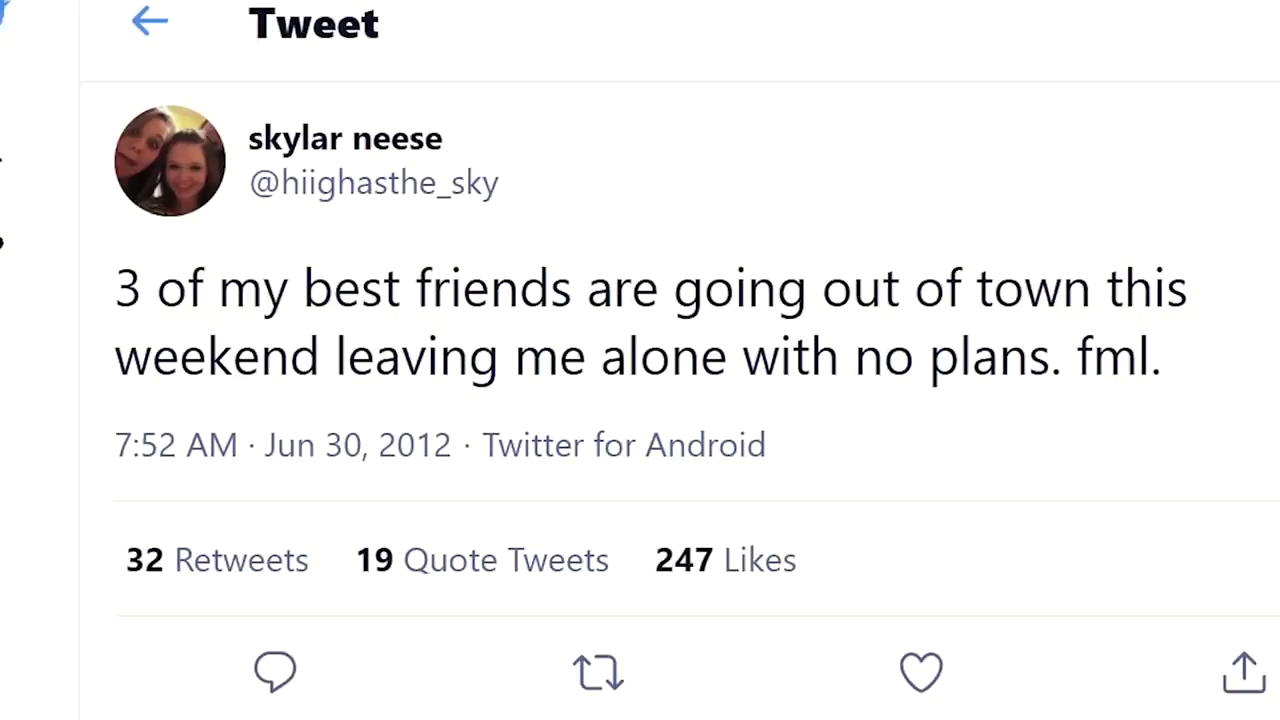 Tweet
skylar neese
@hiighasthe_sky
3 of my best friends are going out of town this
weekend leaving me alone with no plans. fml.
7:52 AM · Jun 30, 2012 · Twitter for Android
32 Retweets 19 Quote Tweets 247 Likes